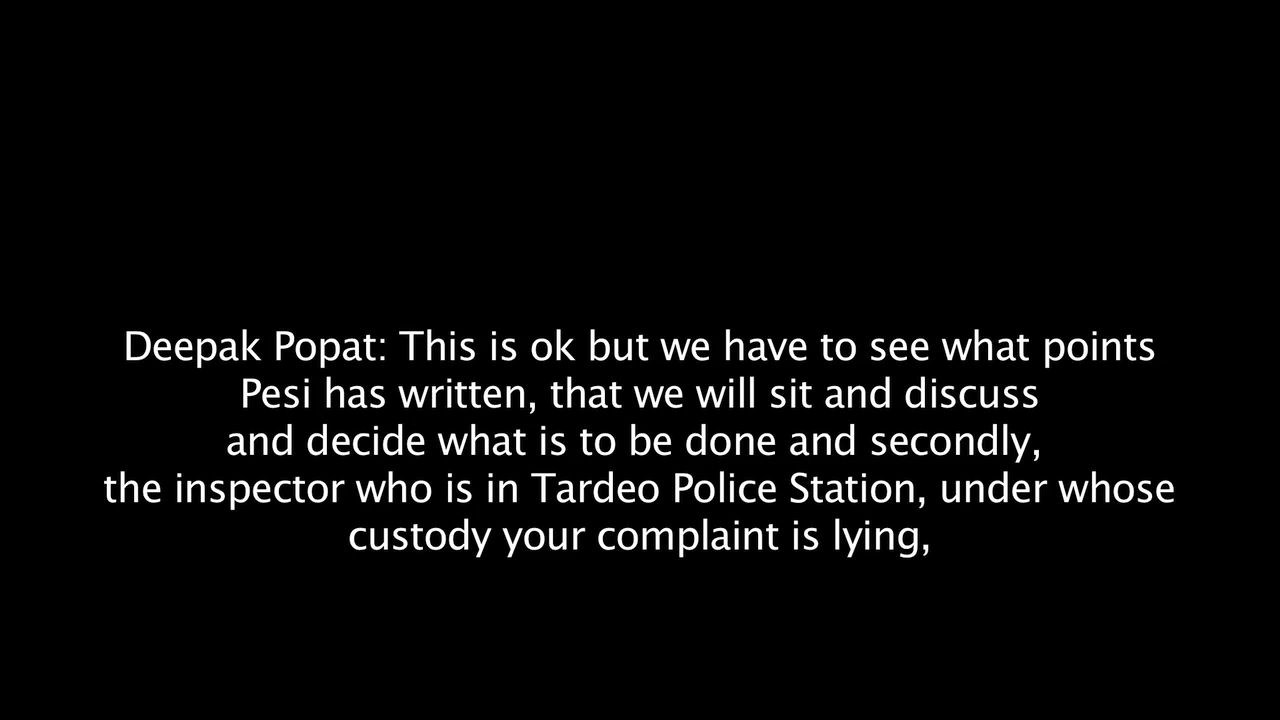 Deepak Popat: This is ok but we have to see what points
Pesi has written, that we will sit and discuss
and decide what is to be done and secondly,
the inspector who is in Tardeo Police Station, under whose
custody your complaint is lying,